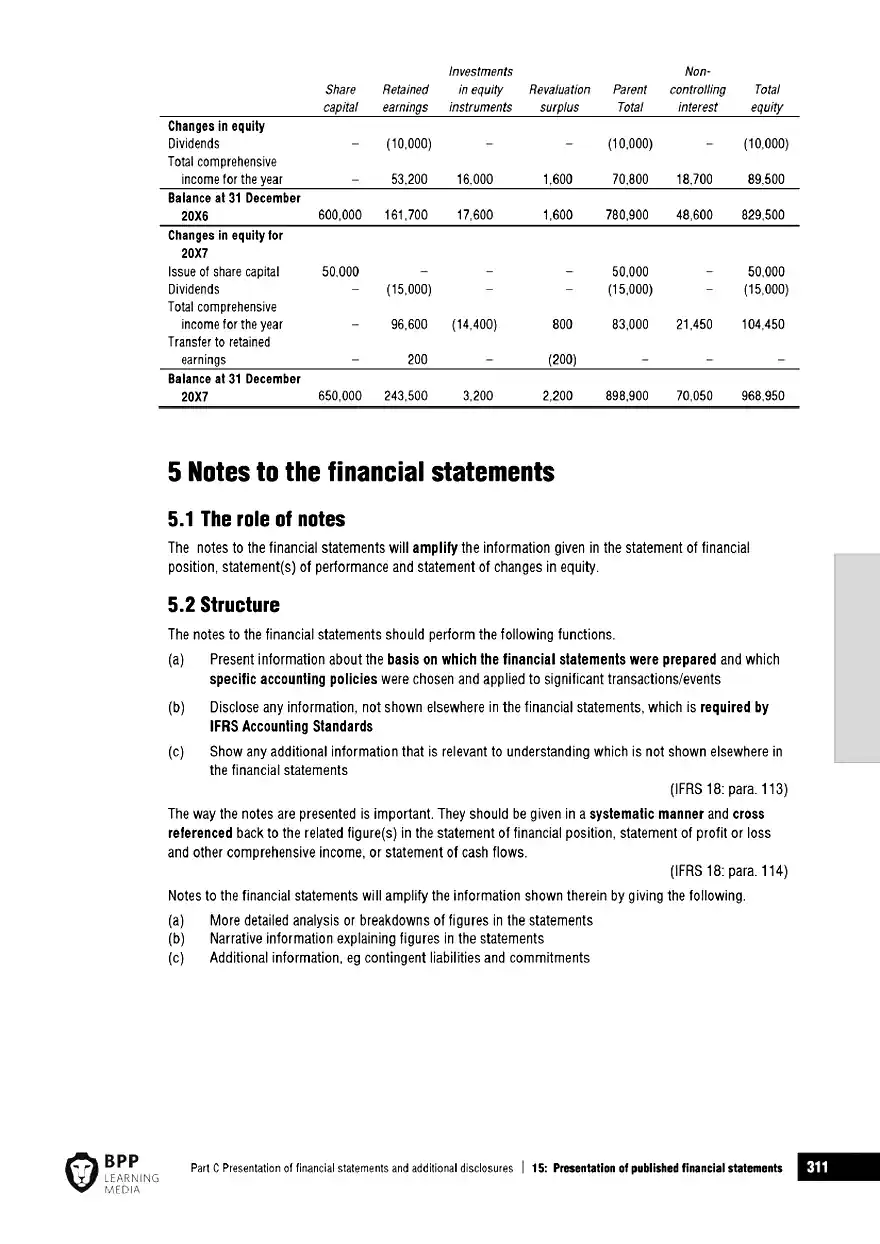 Investments Non-
Share Retained in equity Revaluation Parent controlling Total
capital earnings instruments surplus Total interest equity
Changes in equity
Dividends – (10,000) – – (10,000) – (10,000)
Total comprehensive
income for the year – 53,200 16,000 1,600 70,800 18,700 89,500
Balance at 31 December
20X6 600,000 161,700 17,600 1,600 780,900 48,600 829,500
Changes in equity for
20X7
Issue of share capital 50,000 – – – 50,000 – 50,000
Dividends – (15,000) – – (15,000) – (15,000)
Total comprehensive
income for the year – 96,600 (14,400) 800 83,000 21,450 104,450
Transfer to retained
earnings – 200 – (200) – – –
Balance at 31 December
20X7 650,000 243,500 3,200 2,200 898,900 70,050 968,950
5 Notes to the financial statements
5.1 The role of notes
The notes to the financial statements will amplify the information given in the statement of financial
position, statement(s) of performance and statement of changes in equity.
5.2 Structure
The notes to the financial statements should perform the following functions.
(a) Present information about the basis on which the financial statements were prepared and which
specific accounting policies were chosen and applied to significant transactions/events
(b) Disclose any information, not shown elsewhere in the financial statements, which is required by
IFRS Accounting Standards
(c) Show any additional information that is relevant to understanding which is not shown elsewhere in
the financial statements
(IFRS 18: para. 113)
The way the notes are presented is important. They should be given in a systematic manner and cross
referenced back to the related figure(s) in the statement of financial position, statement of profit or loss
and other comprehensive income, or statement of cash flows.
(IFRS 18: para. 114)
Notes to the financial statements will amplify the information shown therein by giving the following.
(a) More detailed analysis or breakdowns of figures in the statements
(b) Narrative information explaining figures in the statements
(c) Additional information, eg contingent liabilities and commitments
BPP
LEARNING
MEDIA
Part C Presentation of financial statements and additional disclosures | 15: Presentation of published financial statements 311